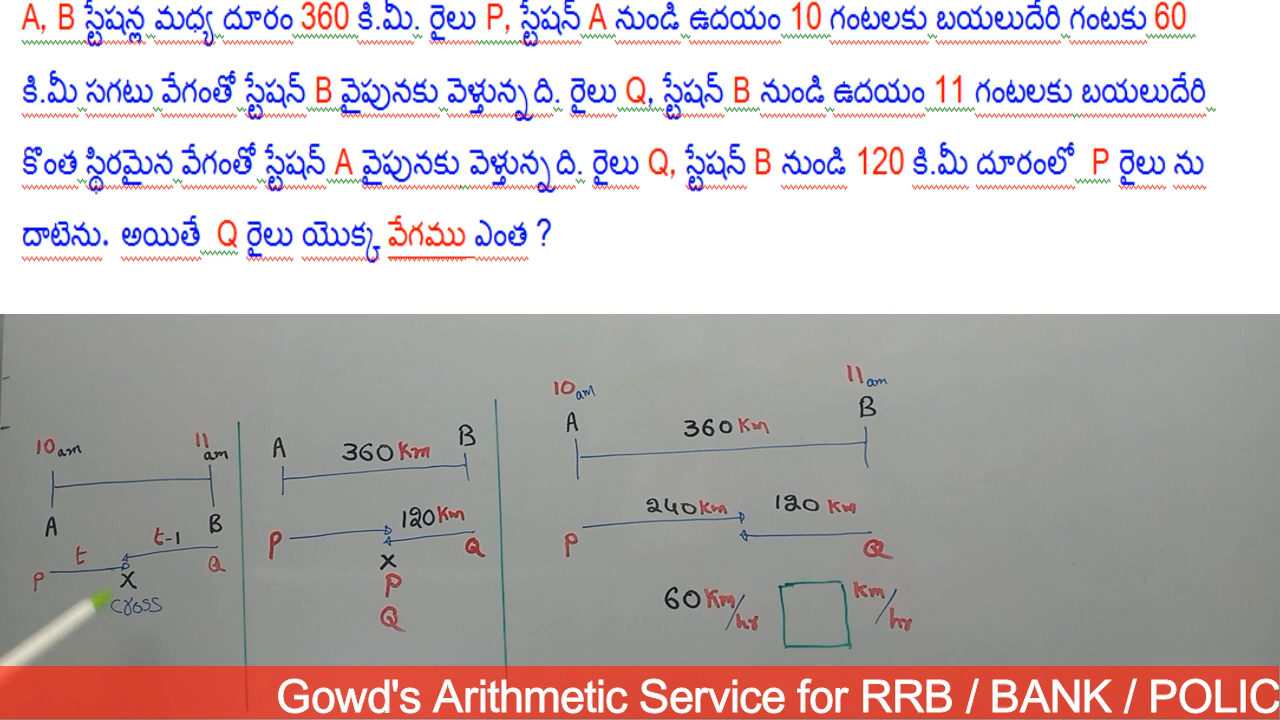 A, B స్టేషన్ల మధ్య దూరం 360 కి.మీ. రైలు P, స్టేషన్ A నుండి ఉదయం 10 గంటలకు బయలుదేరి గంటకు 60
కి.మీ సగటు వేగంతో స్టేషన్ B వైపునకు వెళ్తున్నది. రైలు Q, స్టేషన్ B నుండి ఉదయం 11 గంటలకు బయలుదేరి
కొంత స్థిరమైన వేగంతో స్టేషన్ A వైపునకు వెళ్తున్నది. రైలు Q, స్టేషన్ B నుండి 120 కి.మీ దూరంలో P రైలు ను
దాటెను. అయితే Q రైలు యొక్క వేగము ఎంత ?
10am 11am
A B
t t-1
P Q
X
cross
A 360 Km B
120 Km
P Q
X
P
Q
10am 11am
A B
360 Km
240 Km 120 Km
P Q
60 Km/hr Km/hr
Gowd's Arithmetic Service for RRB / BANK / POLIC